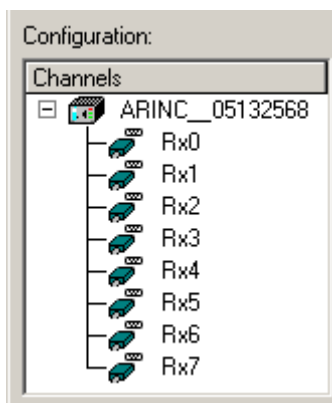 Configuration:
Channels
ARINC__05132568
Rx0
Rx1
Rx2
Rx3
Rx4
Rx5
Rx6
Rx7